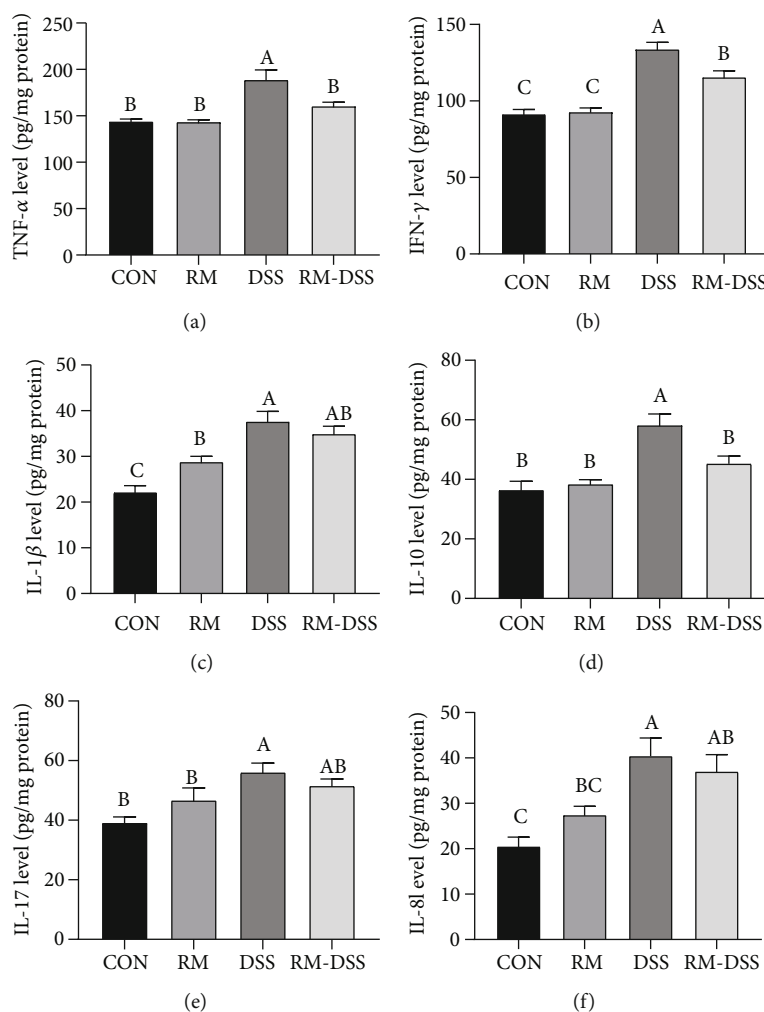 TNF-α level (pg/mg protein)
250
200
150
100
50
0
B
B
A
B
CON RM DSS RM-DSS
(a)
IFN-γ level (pg/mg protein)
150
100
50
0
C
C
A
B
CON RM DSS RM-DSS
(b)
IL-1β level (pg/mg protein)
50
40
30
20
10
0
C
B
A
AB
CON RM DSS RM-DSS
(c)
IL-10 level (pg/mg protein)
80
60
40
20
0
B
B
A
B
CON RM DSS RM-DSS
(d)
IL-17 level (pg/mg protein)
80
60
40
20
0
B
B
A
AB
CON RM DSS RM-DSS
(e)
IL-8l evel (pg/mg protein)
50
40
30
20
10
0
C
BC
A
AB
CON RM DSS RM-DSS
(f)